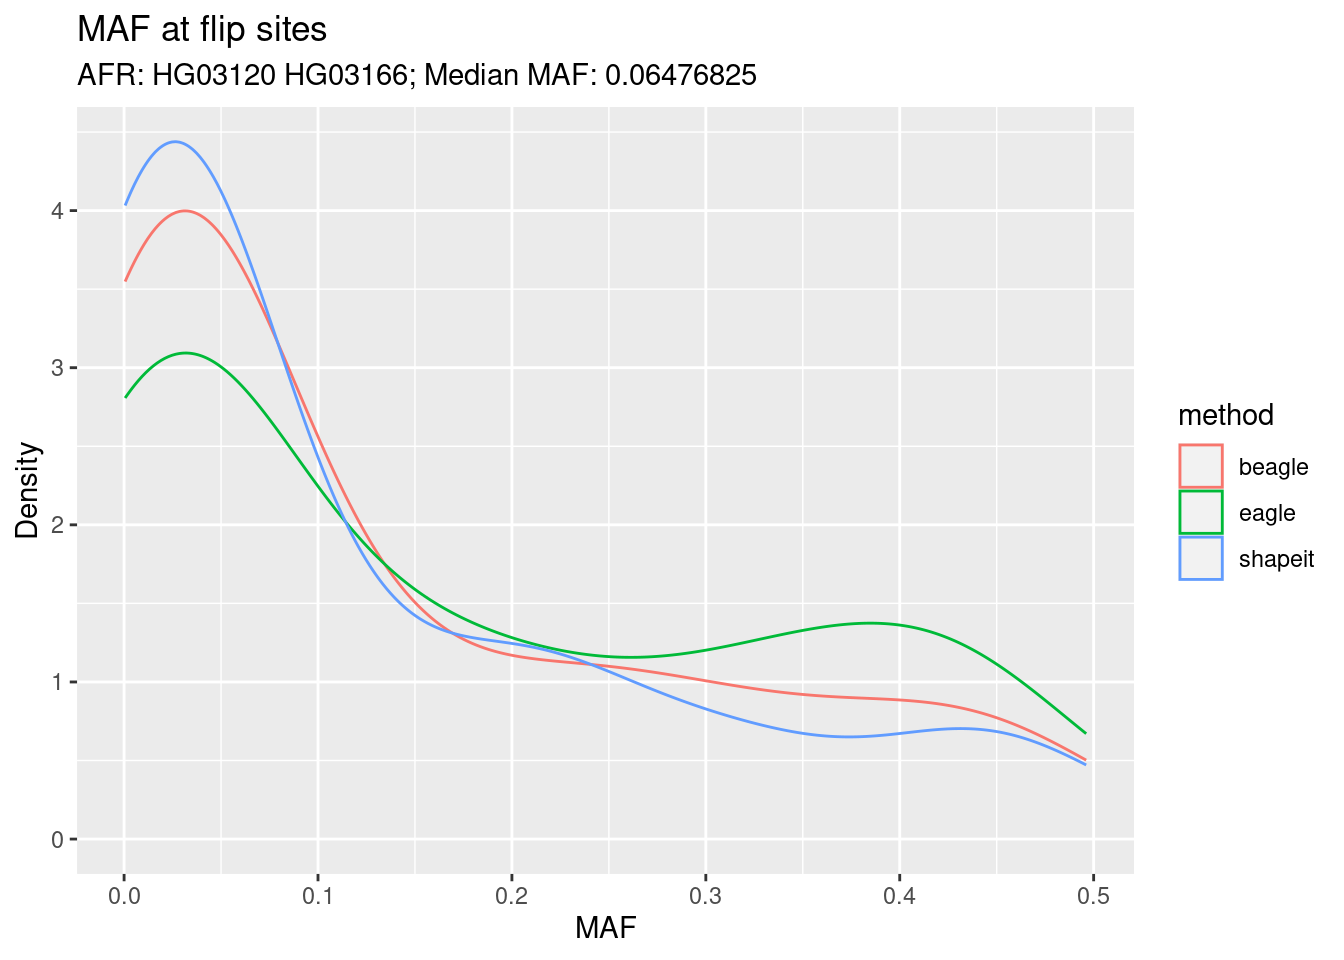 MAF at flip sites
AFR: HG03120 HG03166; Median MAF: 0.06476825
Density
4
3
2
1
0
0.0
0.1
0.2
0.3
0.4
0.5
MAF
method
beagle
eagle
shapeit